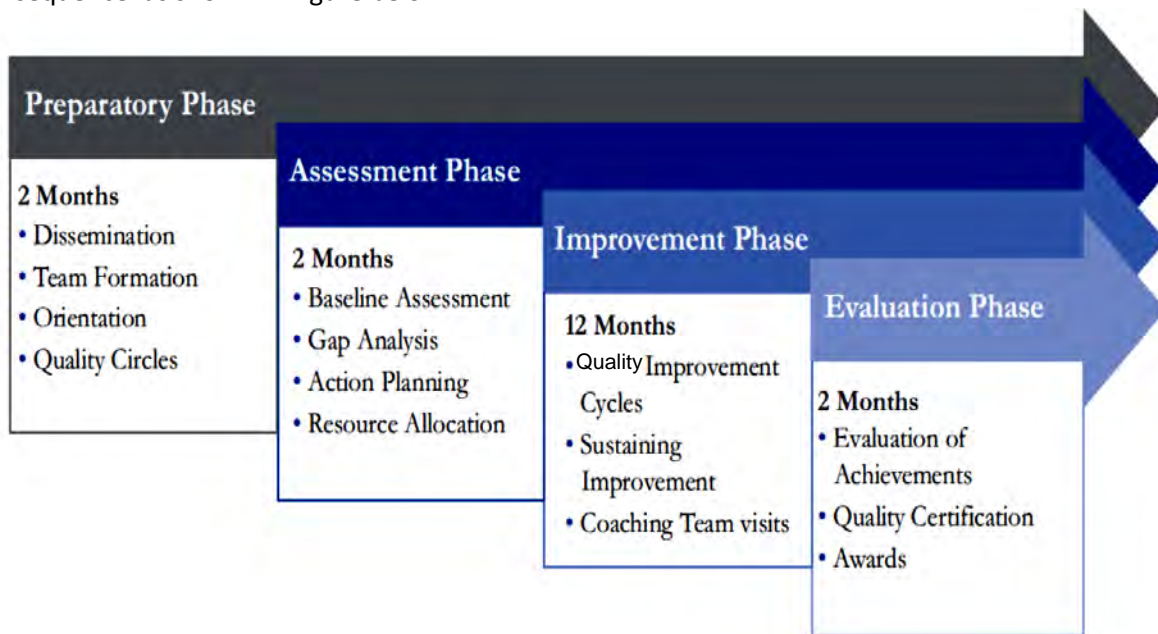 Preparatory Phase
2 Months
• Dissemination
• Team Formation
• Orientation
• Quality Circles
Assessment Phase
2 Months
• Baseline Assessment
• Gap Analysis
• Action Planning
• Resource Allocation
Improvement Phase
12 Months
• Quality Improvement
Cycles
• Sustaining
Improvement
• Coaching Team visits
Evaluation Phase
2 Months
• Evaluation of
Achievements
• Quality Certification
• Awards